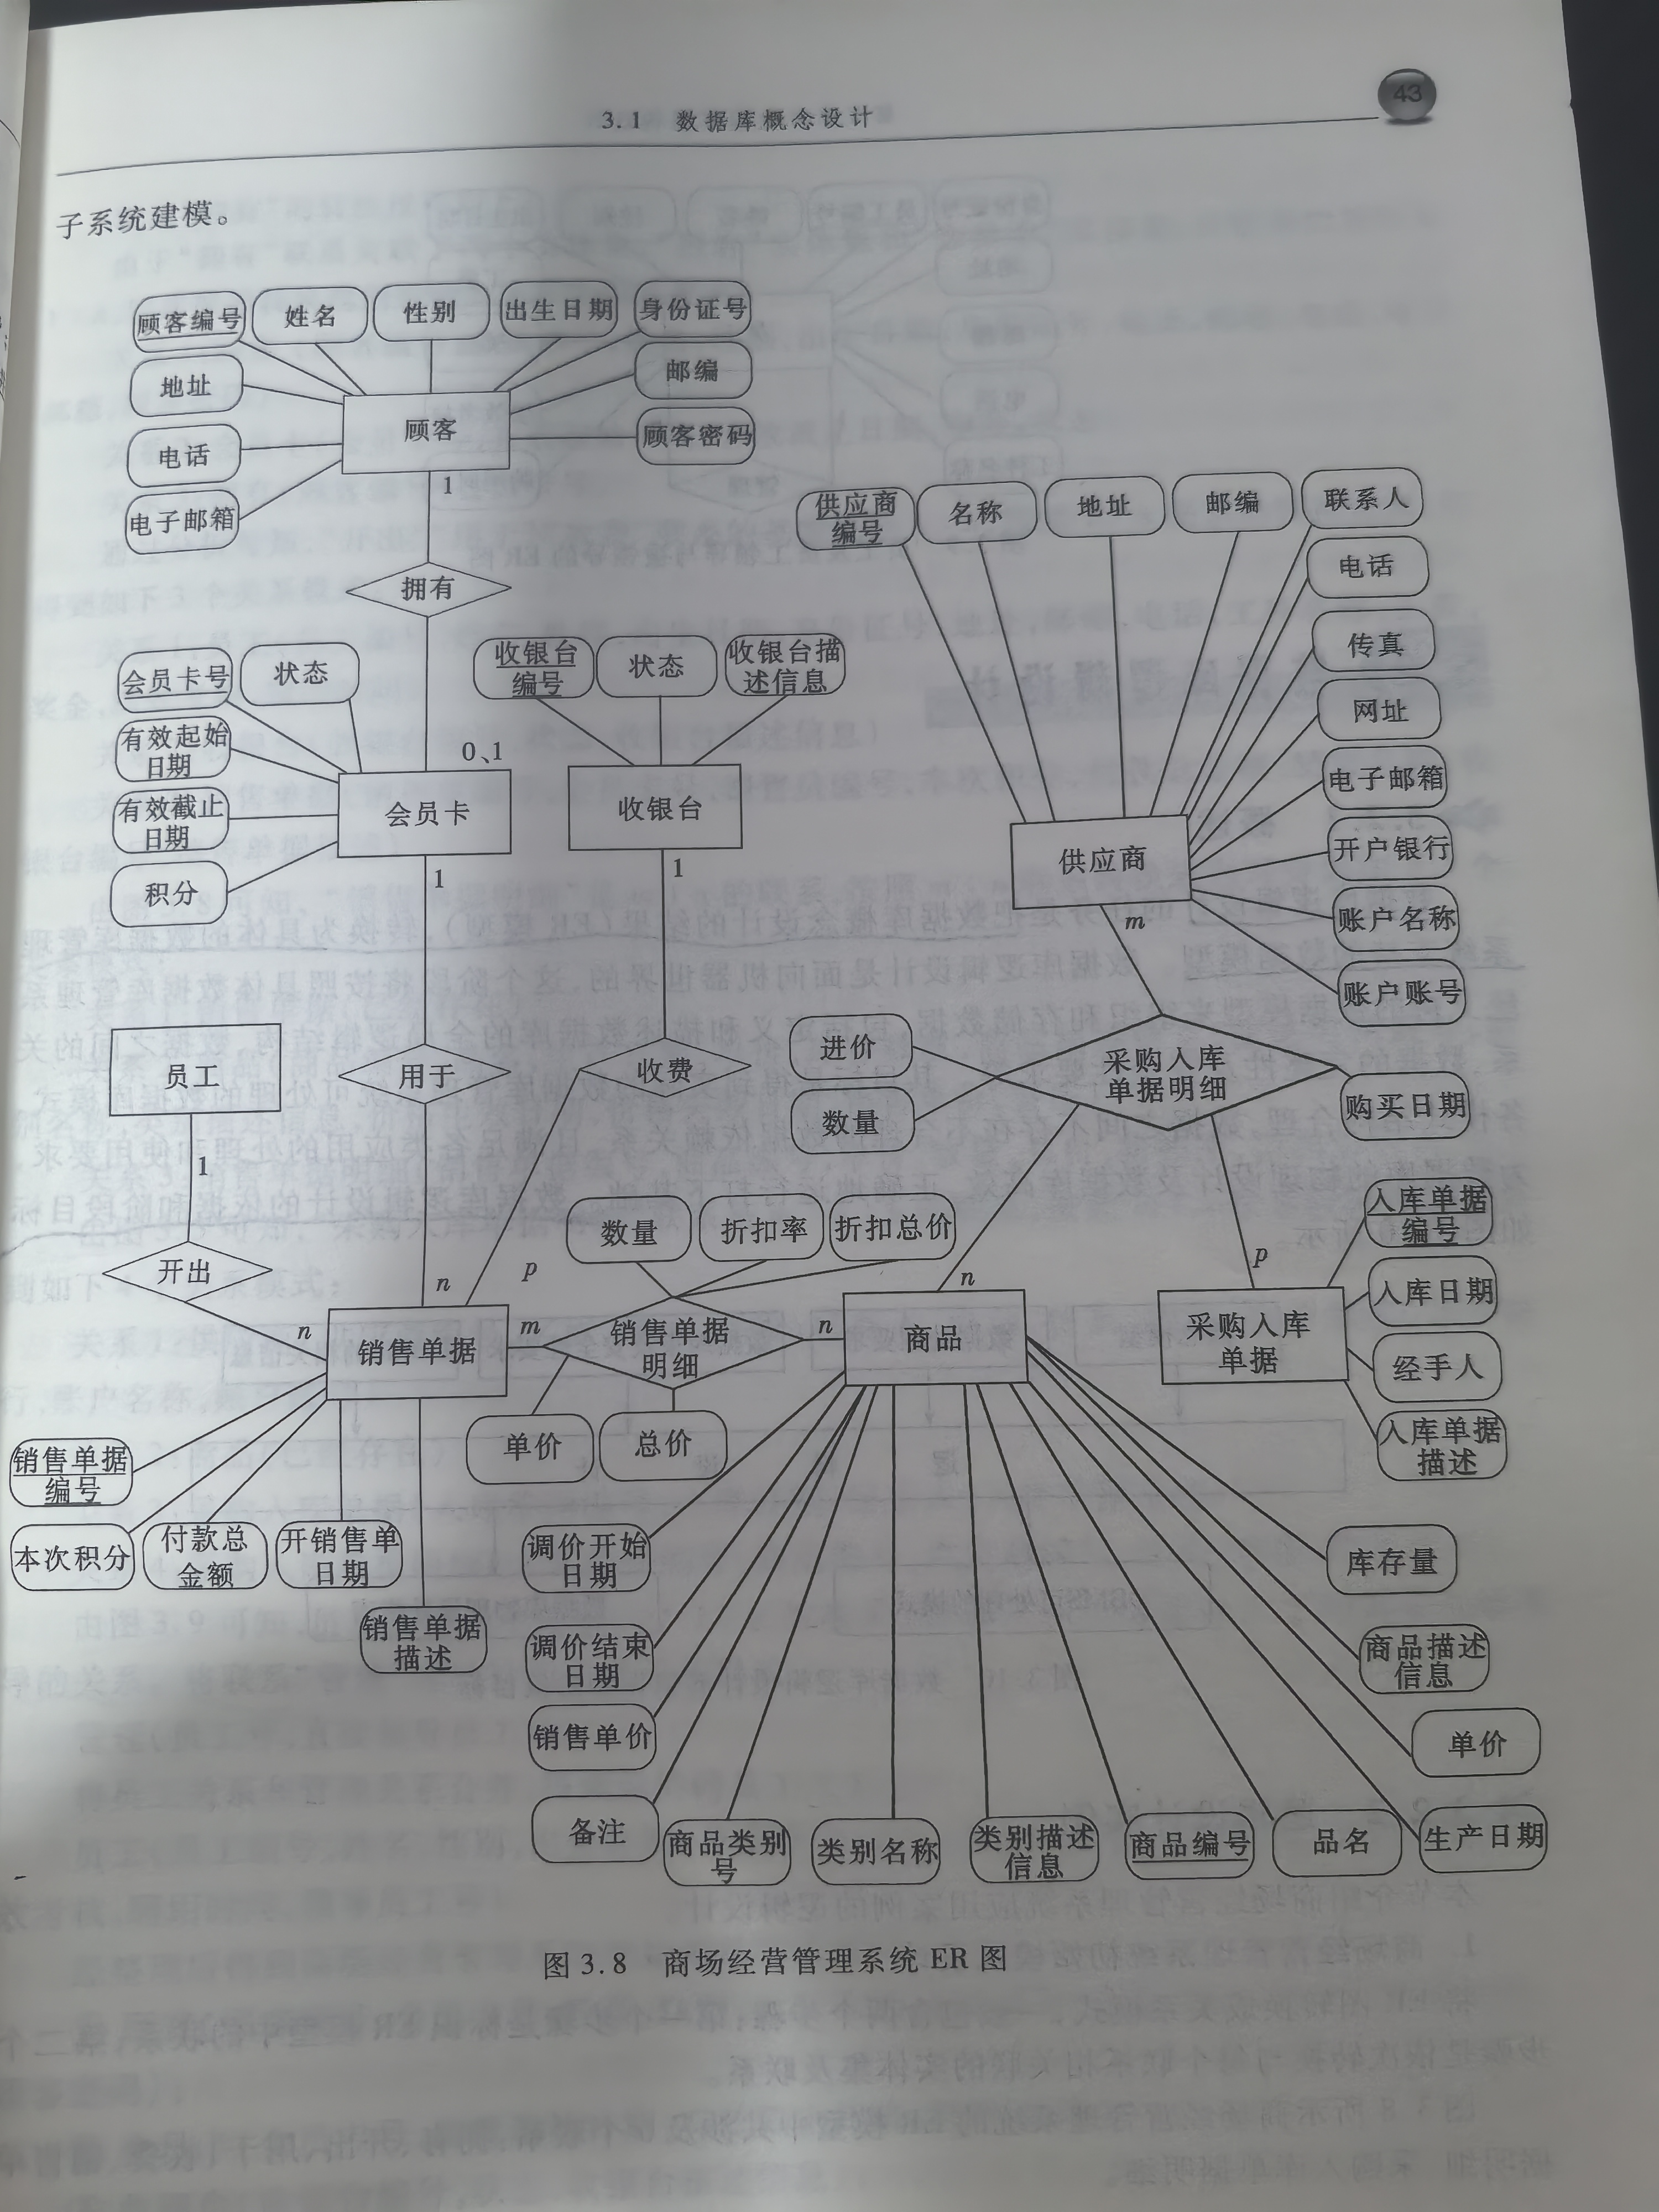 3.1 数据库概念设计
43
子系统建模。
顾客编号
姓名
性别
出生日期
身份证号
地址
邮编
顾客
电话
顾客密码
电子邮箱
1
拥有
供应商
编号
名称
地址
邮编
联系人
电话
传真
网址
电子邮箱
开户银行
账户名称
账户账号
供应商
m
会员卡号
状态
有效起始
日期
有效截止
日期
积分
0、1
会员卡
1
收银台
编号
状态
收银台描
述信息
收银台
1
员工
1
用于
收费
进价
数量
采购入库
单据明细
购买日期
开出
n
n
p
数量
折扣率
折扣总价
n
p
入库单据
编号
入库日期
经手人
入库单据
描述
销售单据
m
销售单据
明细
n
商品
采购入库
单据
单价
总价
销售单据
编号
本次积分
付款总
金额
开销售单
日期
销售单据
描述
调价开始
日期
调价结束
日期
销售单价
备注
商品类别
号
类别名称
类别描述
信息
商品编号
品名
生产日期
单价
商品描述
信息
库存量
图 3.8 商场经营管理系统 ER 图